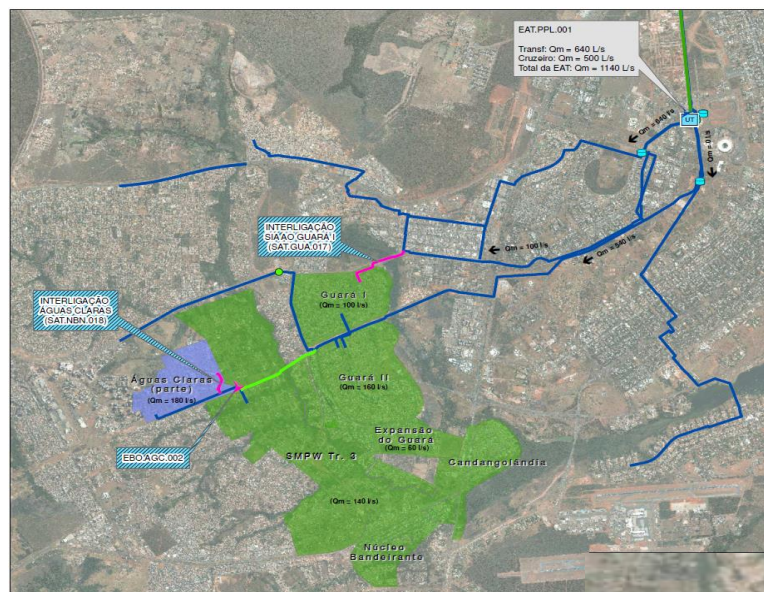 EAT.PPL.001
Transf: Qm = 640 L/s
Cruzeiro: Qm = 500 L/s
Total da EAT: Qm = 1140 L/s
UT
Qm = 640 l/s
Qm = 0 l/s
INTERLIGAÇÃO
SIA AO GUARÁ I
(SAT.GUA.017)
Qm = 100 l/s
Qm = 540 l/s
INTERLIGAÇÃO
ÁGUAS CLARAS
(SAT.NBN.018)
Guará I
(Qm = 100 l/s)
Águas Claras
(parte)
(Qm = 180 l/s)
Guará II
(Qm = 160 l/s)
Expansão
do Guará
(Qm = 60 l/s)
EBO.AGC.002
SMPW Tr. 3
Candangolândia
(Qm = 140 l/s)
Núcleo
Bandeirante